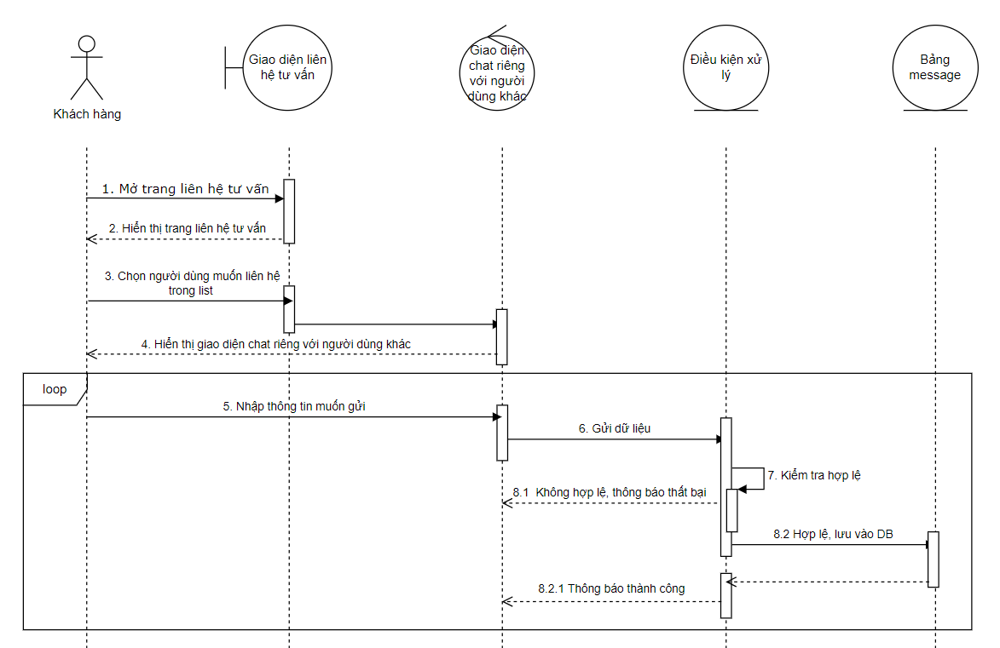 Khách hàng
Giao diện liên
hệ tư vấn
Giao diện
chat riêng
với người
dùng khác
Điều kiện xử
lý
Bảng
message
1. Mở trang liên hệ tư vấn
2. Hiển thị trang liên hệ tư vấn
3. Chọn người dùng muốn liên hệ
trong list
4. Hiển thị giao diện chat riêng với người dùng khác
loop
5. Nhập thông tin muốn gửi
6. Gửi dữ liệu
7. Kiểm tra hợp lệ
8.1 Không hợp lệ, thông báo thất bại
8.2 Hợp lệ, lưu vào DB
8.2.1 Thông báo thành công